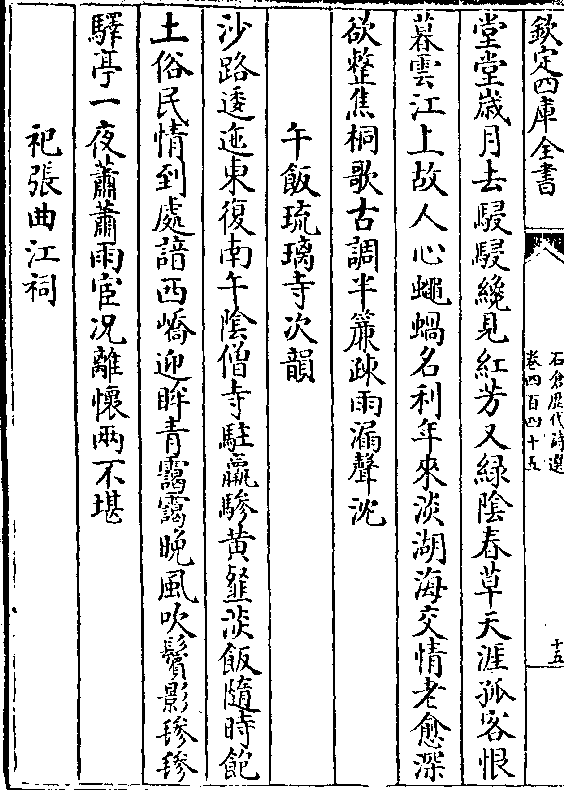 欽定四庫全書
石倉歴代詩選
卷四百四十五
十五
堂堂歳月去駸駸纔見紅芳又緑陰春草天涯孤客恨
暮雲江上故人心蠅蝸名利年來淡湖海交情老愈深
欲整焦桐歌古調半簾疎雨漏聲沈
午飯琉璃寺次韻
沙路逶迤東復南午陰僧寺駐羸驂黄虀淡飯隨時飽
土俗民情到處諳西嶠迎眸青靄靄晚風吹鬢影毿毿
驛亭一夜蕭蕭雨宦况離懷兩不堪
祀張曲江祠